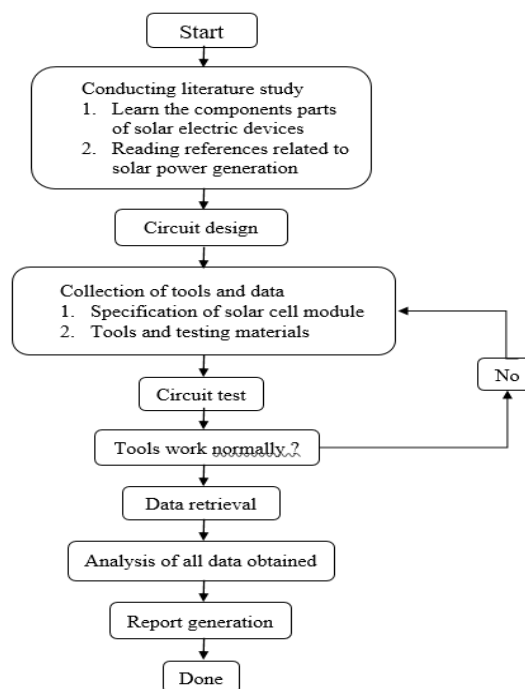 Start
Conducting literature study
1. Learn the components parts
of solar electric devices
2. Reading references related to
solar power generation
Circuit design
Collection of tools and data
1. Specification of solar cell module
2. Tools and testing materials
Circuit test
No
Tools work normally ?
Data retrieval
Analysis of all data obtained
Report generation
Done